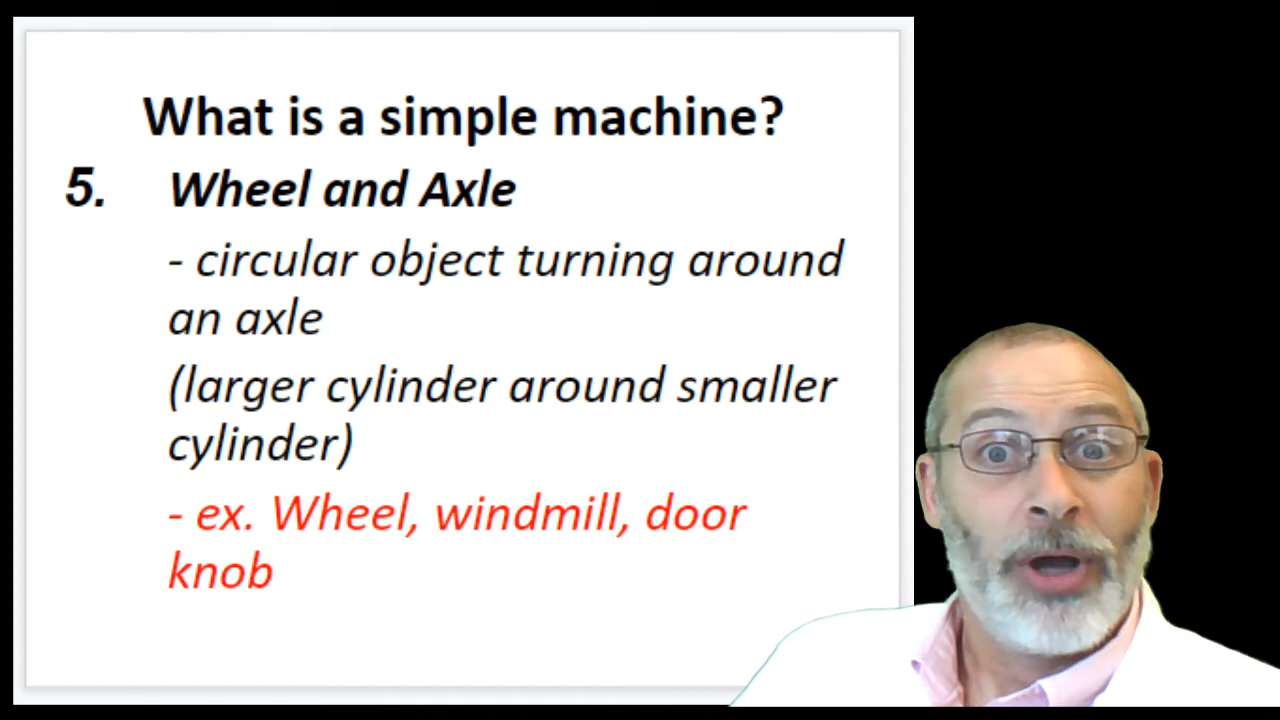 What is a simple machine?
5. Wheel and Axle
- circular object turning around
an axle
(larger cylinder around smaller
cylinder)
- ex. Wheel, windmill, door
knob